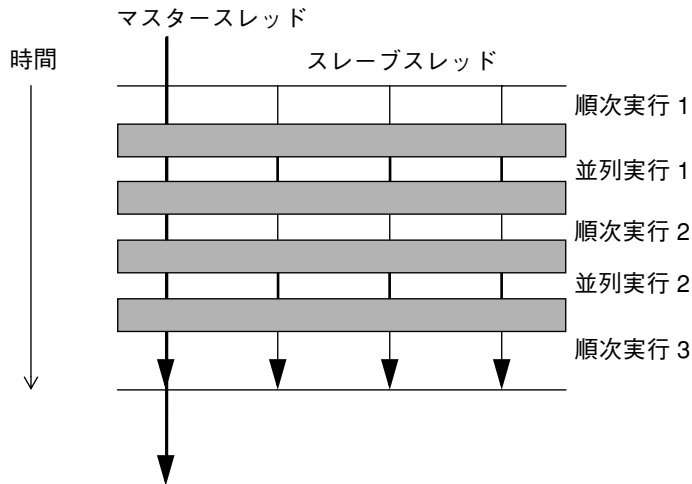 マスタースレッド
時間
スレーブスレッド
順次実行 1
並列実行 1
順次実行 2
並列実行 2
順次実行 3